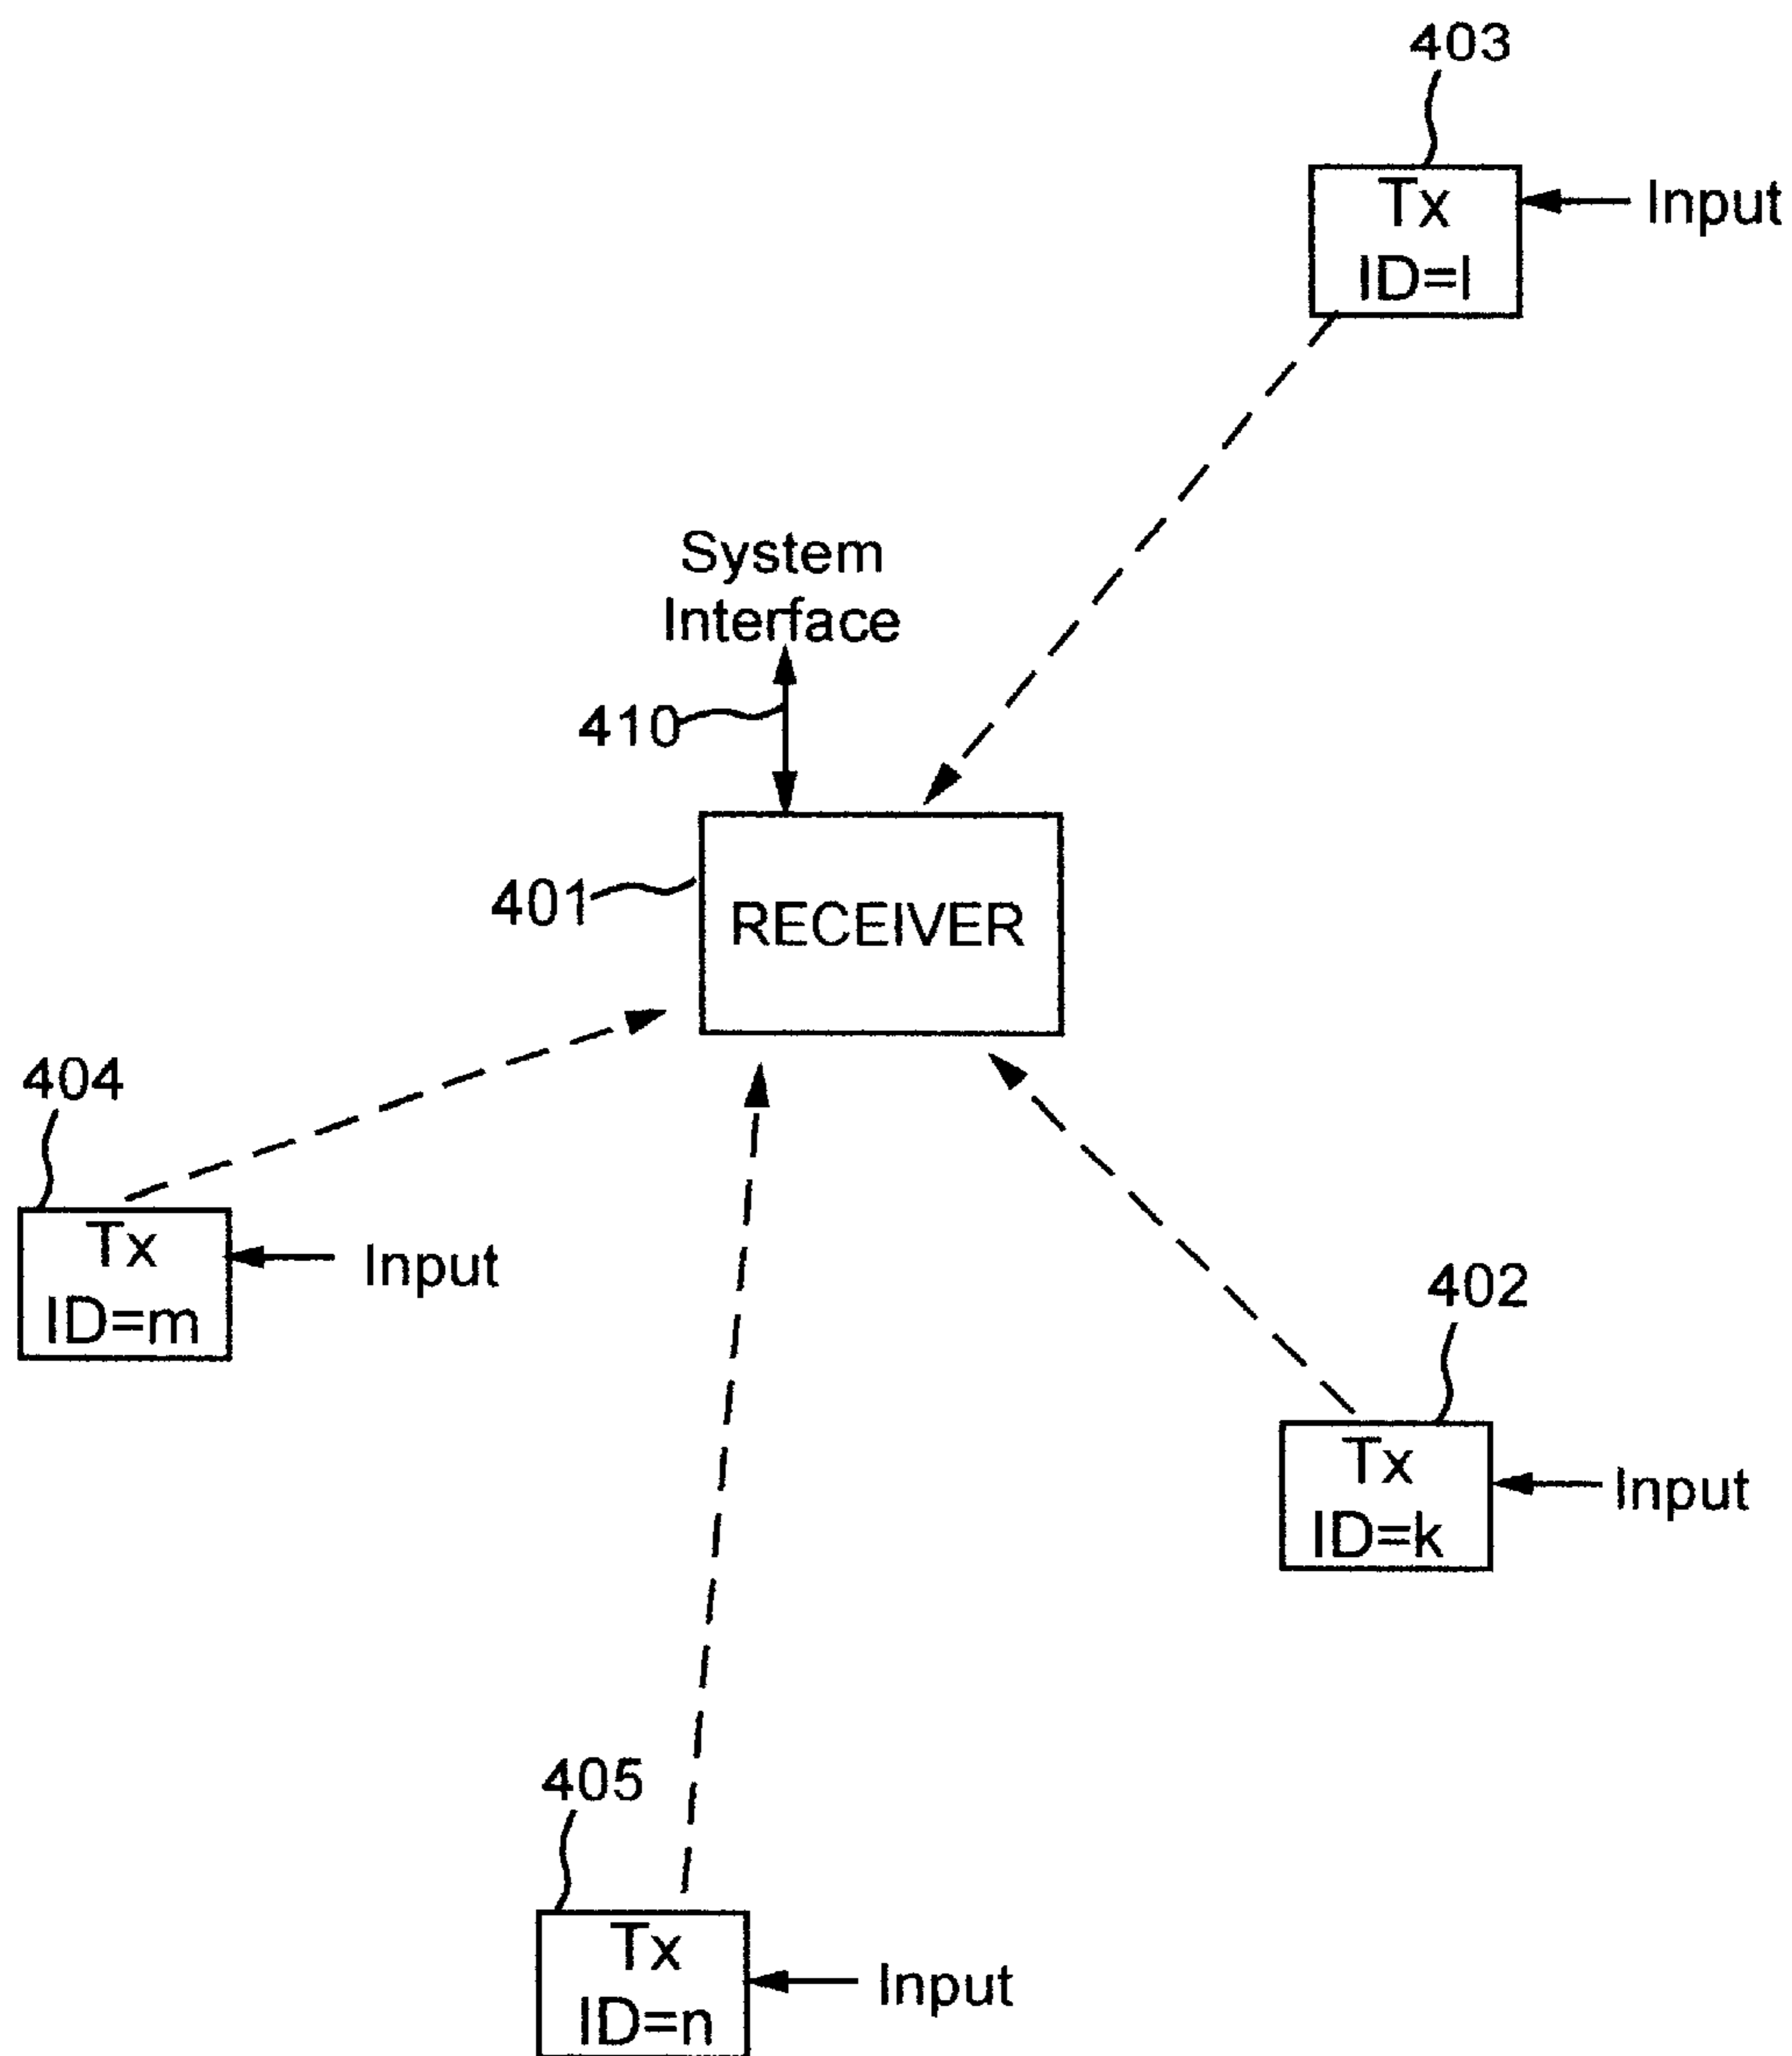 403
Tx
ID=l
Input
System
Interface
410
401
RECEIVER
404
Tx
ID=m
Input
402
Tx
ID=k
Input
405
Tx
ID=n
Input